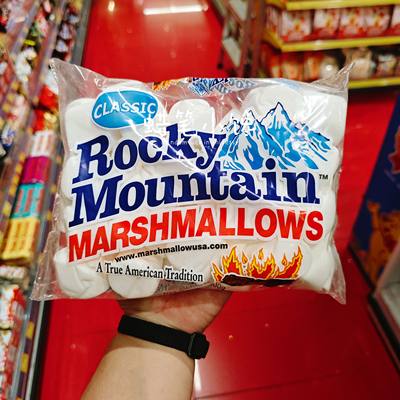 CLASSIC
Rocky
Mountain™
MARSHMALLOWS
www.marshmallowusa.com
A True American Tradition